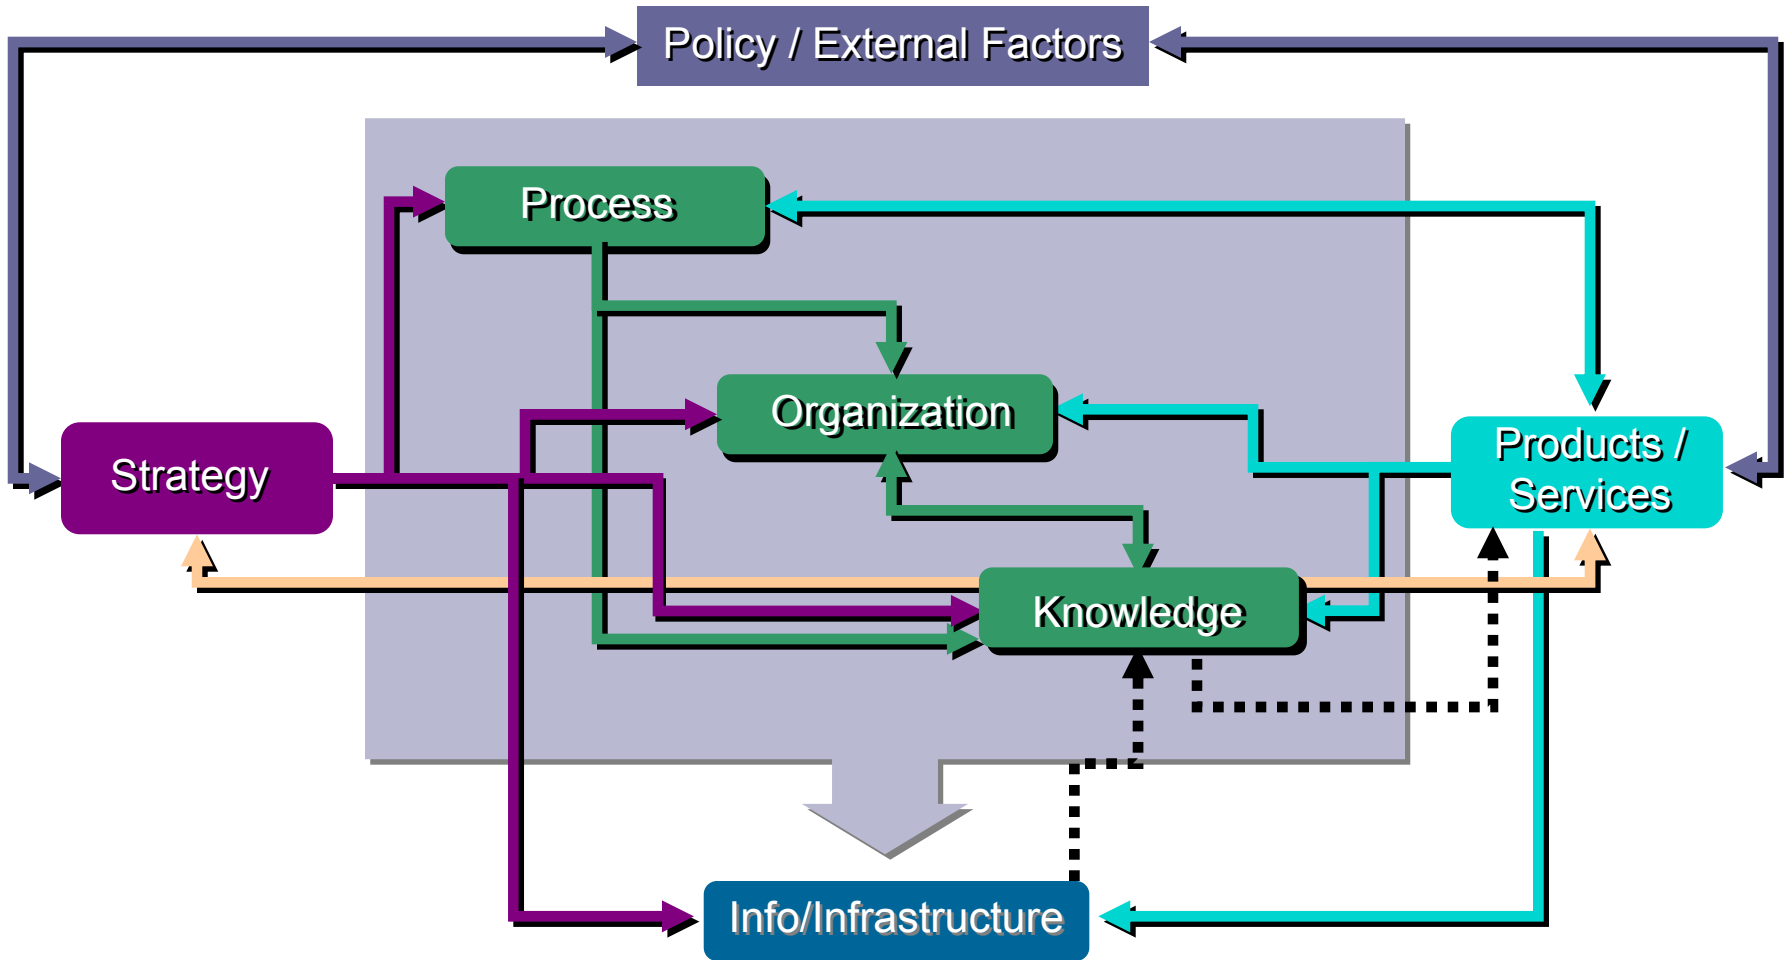 Policy / External Factors
Process
Organization
Strategy
Products /
Services
Knowledge
Info/Infrastructure